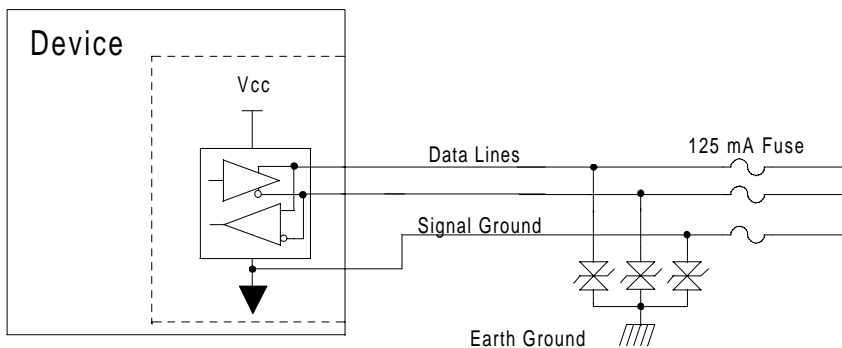 Device
Vcc
Data Lines
125 mA Fuse
Signal Ground
Earth Ground